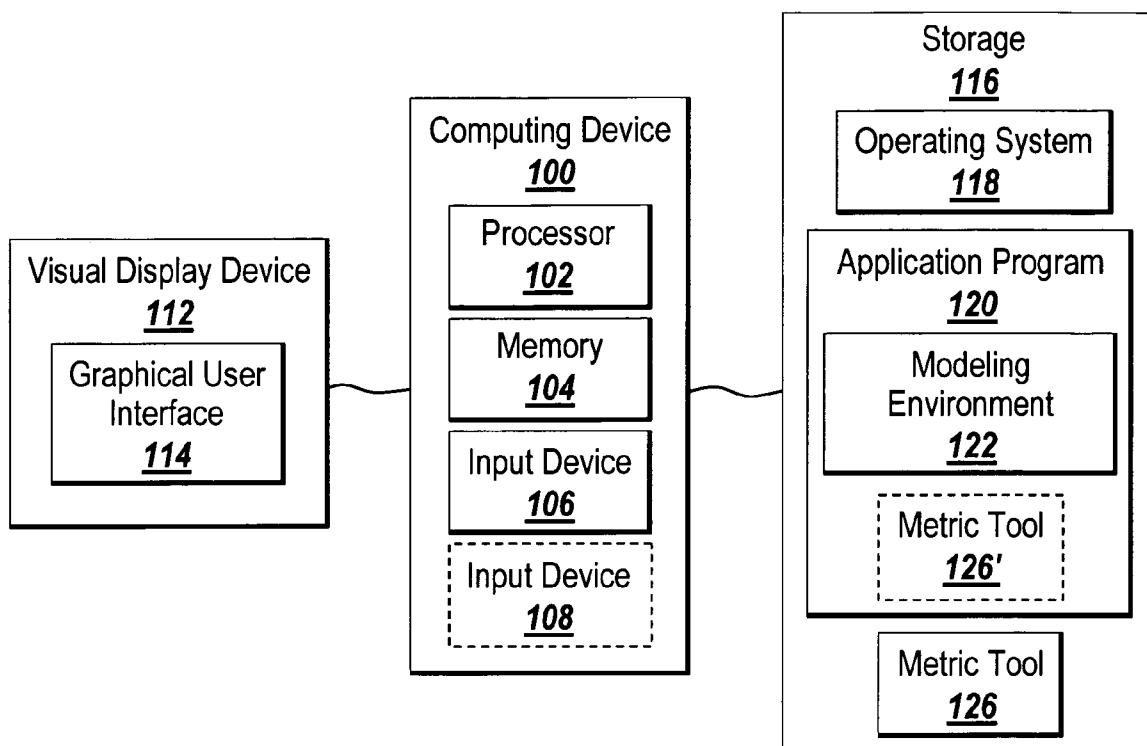 Visual Display Device
112
Graphical User
Interface
114
Computing Device
100
Processor
102
Memory
104
Input Device
106
Input Device
108
Storage
116
Operating System
118
Application Program
120
Modeling
Environment
122
Metric Tool
126'
Metric Tool
126